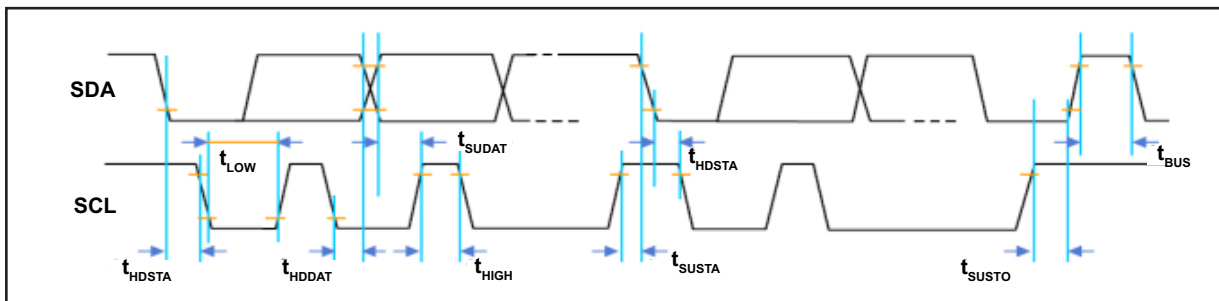 SDA
tSUDAT
tLOW
tHDSTA
tBUS
SCL
tHDSTA
tHDDAT
tHIGH
tSUSTA
tSUSTO